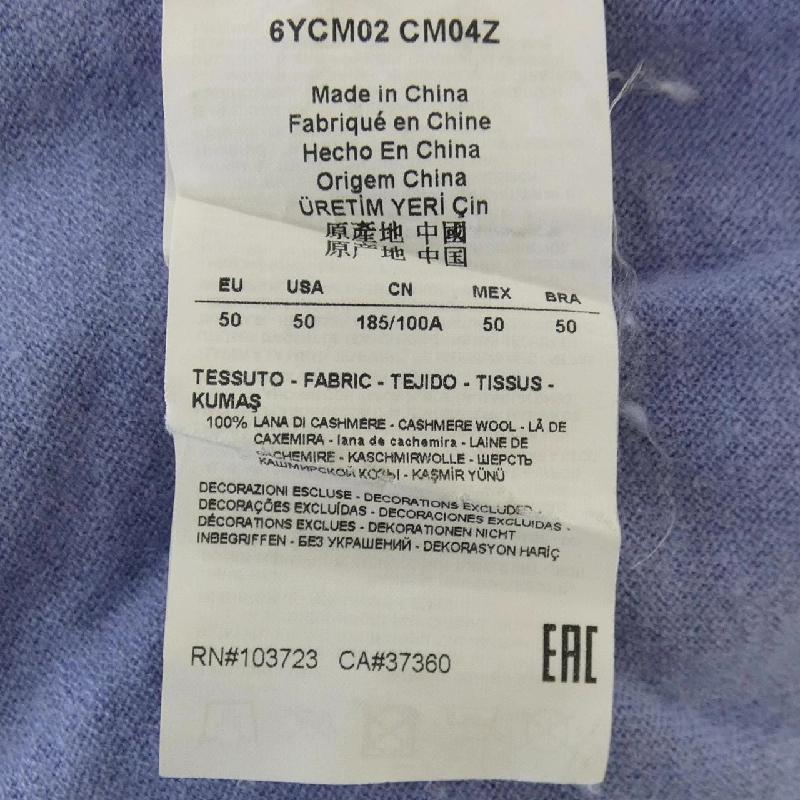 6YCM02 CM04Z
Made in China
Fabriqué en Chine
Hecho En China
Origem China
ÜRETİM YERİ Çin
原產地 中國
原产地 中国
EU USA CN MEX BRA
50 50 185/100A 50 50
TESSUTO - FABRIC - TEJIDO - TISSUS -
KUMAŞ
100% LANA DI CASHMERE - CASHMERE WOOL - LÃ DE
CAXEMIRA - lana de cachemira - LAINE DE
CACHEMIRE - KASCHMIRWOLLE - ШЕРСТЬ
КАШМИРСКОЙ КОЗЫ - KAŞMİR YÜNÜ
DECORAZIONI ESCLUSE - DECORATIONS EXCLUDED -
DECORAÇÕES EXCLUÍDAS - DECORACIONES EXCLUIDAS -
DÉCORATIONS EXCLUES - DEKORATIONEN NICHT
INBEGRIFFEN - БЕЗ УКРАШЕНИЙ - DEKORASYON HARİÇ
RN#103723 CA#37360
EAC